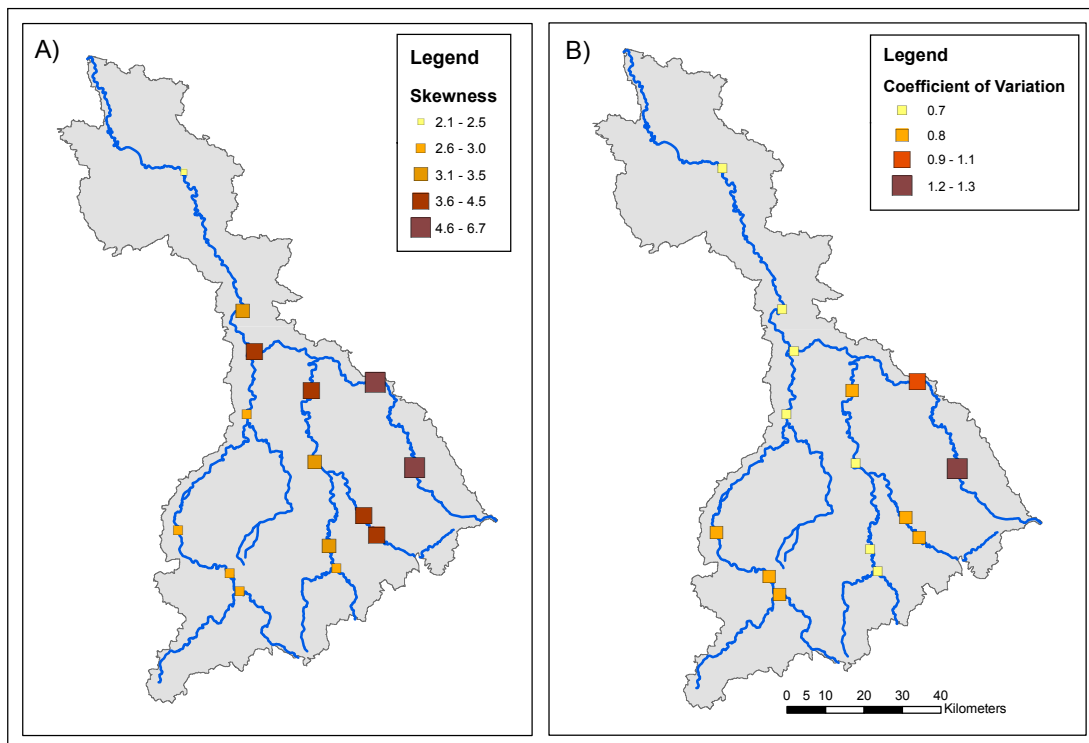 A)
Legend
Skewness
2.1 - 2.5
2.6 - 3.0
3.1 - 3.5
3.6 - 4.5
4.6 - 6.7
B)
Legend
Coefficient of Variation
0.7
0.8
0.9 - 1.1
1.2 - 1.3
0 5 10 20 30 40
Kilometers